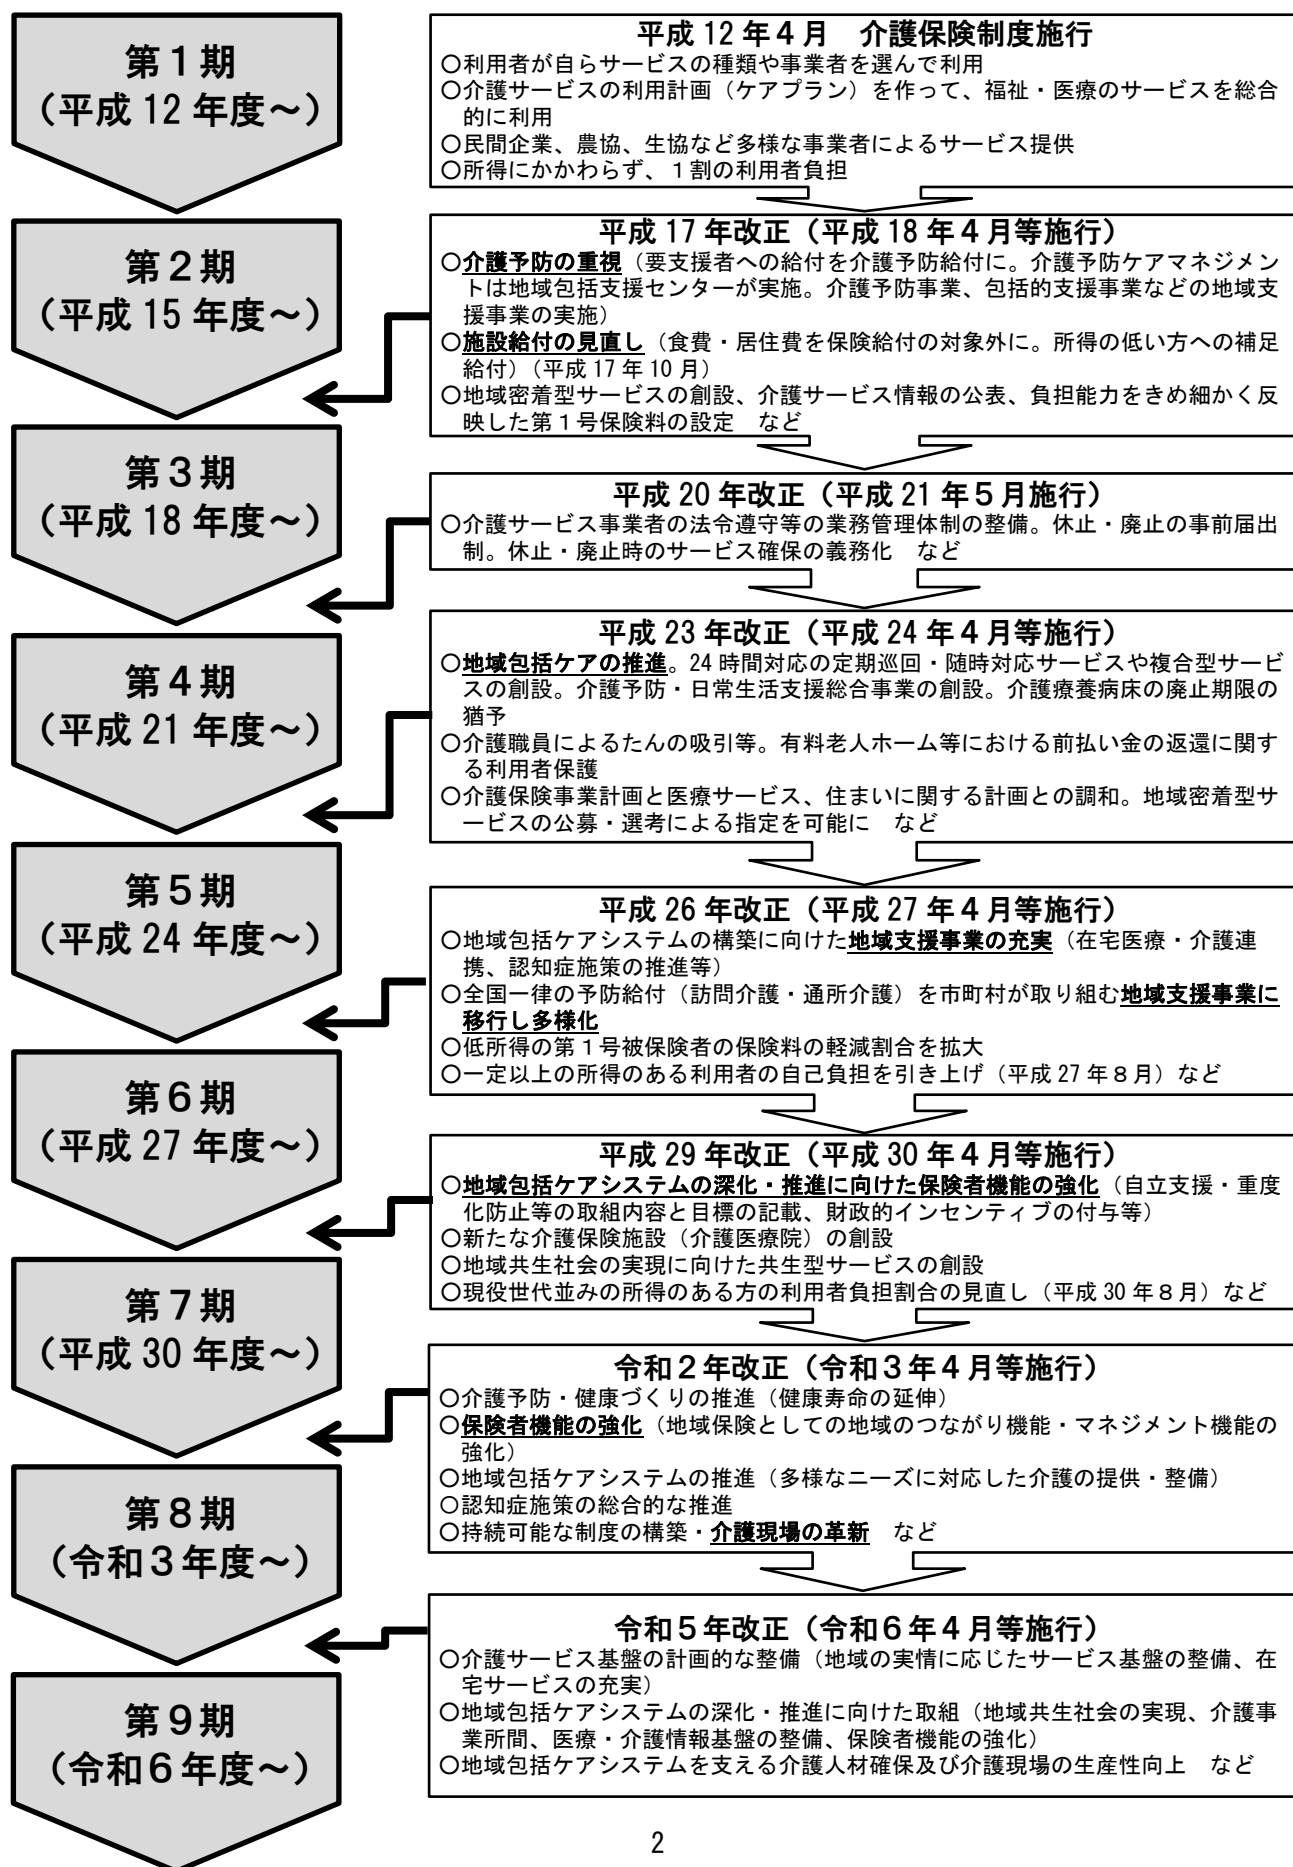 第１期
（平成 12 年度～）
平成 12 年４月　介護保険制度施行
○利用者が自らサービスの種類や事業者を選んで利用
○介護サービスの利用計画（ケアプラン）を作って、福祉・医療のサービスを総合
的に利用
○民間企業、農協、生協など多様な事業者によるサービス提供
○所得にかかわらず、１割の利用者負担
第２期
（平成 15 年度～）
平成 17 年改正（平成 18 年４月等施行）
○介護予防の重視（要支援者への給付を介護予防給付に。介護予防ケアマネジメン
トは地域包括支援センターが実施。介護予防事業、包括的支援事業などの地域支
援事業の実施）
○施設給付の見直し（食費・居住費を保険給付の対象外に。所得の低い方への補足
給付）（平成 17 年 10 月）
○地域密着型サービスの創設、介護サービス情報の公表、負担能力をきめ細かく反
映した第１号保険料の設定　など
第３期
（平成 18 年度～）
平成 20 年改正（平成 21 年５月施行）
○介護サービス事業者の法令遵守等の業務管理体制の整備。休止・廃止の事前届出
制。休止・廃止時のサービス確保の義務化　など
第４期
（平成 21 年度～）
平成 23 年改正（平成 24 年４月等施行）
○地域包括ケアの推進。24 時間対応の定期巡回・随時対応サービスや複合型サービ
スの創設。介護予防・日常生活支援総合事業の創設。介護療養病床の廃止期限の
猶予
○介護職員によるたんの吸引等。有料老人ホーム等における前払い金の返還に関す
る利用者保護
○介護保険事業計画と医療サービス、住まいに関する計画との調和。地域密着型サ
ービスの公募・選考による指定を可能に　など
第５期
（平成 24 年度～）
平成 26 年改正（平成 27 年４月等施行）
○地域包括ケアシステムの構築に向けた地域支援事業の充実（在宅医療・介護連
携、認知症施策の推進等）
○全国一律の予防給付（訪問介護・通所介護）を市町村が取り組む地域支援事業に
移行し多様化
○低所得の第１号被保険者の保険料の軽減割合を拡大
○一定以上の所得のある利用者の自己負担を引き上げ（平成 27 年８月）など
第６期
（平成 27 年度～）
平成 29 年改正（平成 30 年４月等施行）
○地域包括ケアシステムの深化・推進に向けた保険者機能の強化（自立支援・重度
化防止等の取組内容と目標の記載、財政的インセンティブの付与等）
○新たな介護保険施設（介護医療院）の創設
○地域共生社会の実現に向けた共生型サービスの創設
○現役世代並みの所得のある方の利用者負担割合の見直し（平成 30 年８月）など
第７期
（平成 30 年度～）
令和２年改正（令和３年４月等施行）
○介護予防・健康づくりの推進（健康寿命の延伸）
○保険者機能の強化（地域保険としての地域のつながり機能・マネジメント機能の
強化）
○地域包括ケアシステムの推進（多様なニーズに対応した介護の提供・整備）
○認知症施策の総合的な推進
○持続可能な制度の構築・介護現場の革新　など
第８期
（令和３年度～）
令和５年改正（令和６年４月等施行）
○介護サービス基盤の計画的な整備（地域の実情に応じたサービス基盤の整備、在
宅サービスの充実）
○地域包括ケアシステムの深化・推進に向けた取組（地域共生社会の実現、介護事
業所間、医療・介護情報基盤の整備、保険者機能の強化）
○地域包括ケアシステムを支える介護人材確保及び介護現場の生産性向上　など
第９期
（令和６年度～）
2